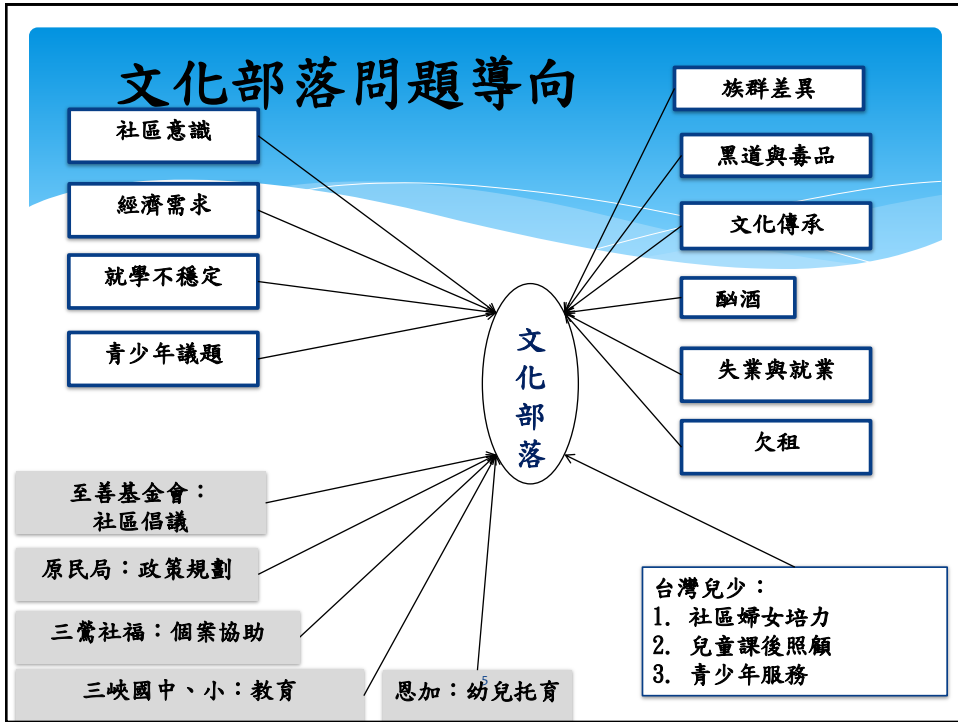 文化部落問題導向
社區意識
經濟需求
就學不穩定
青少年議題
族群差異
黑道與毒品
文化傳承
酗酒
失業與就業
欠租
文化部落
至善基金會：
社區倡議
原民局：政策規劃
三鶯社福：個案協助
三峽國中、小：教育
恩加：幼兒托育
台灣兒少：
1. 社區婦女培力
2. 兒童課後照顧
3. 青少年服務
5